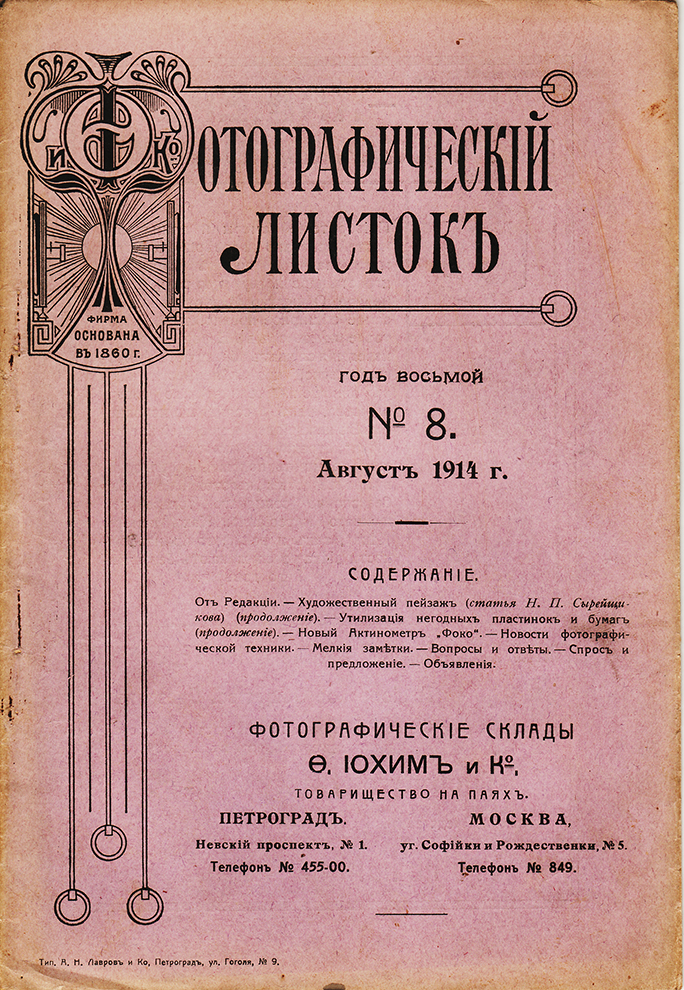 И Ко
ФОТОГРАФИЧЕСКІЙ
ЛИСТОКЪ
ФИРМА
ОСНОВАНА
ВЪ 1860 г.
ГОДЪ ВОСЬМОЙ
№ 8.
Августъ 1914 г.
СОДЕРЖАНІЕ.
Отъ Редакціи. — Художественный пейзажъ (статья Н. П. Сырейщи-
кова) (продолженіе). — Утилизація негодныхъ пластинокъ и бумагъ
(продолженіе). — Новый Актинометръ „Фоко“. — Новости фотографи-
ческой техники. — Мелкія замѣтки. — Вопросы и отвѣты. — Спросъ и
предложеніе. — Объявленія.
ФОТОГРАФИЧЕСКІЕ СКЛАДЫ
Ѳ. ІОХИМЪ и Ко.
ТОВАРИЩЕСТВО НА ПАЯХЪ.
ПЕТРОГРАДЪ, МОСКВА,
Невскій проспектъ, № 1. уг. Софійки и Рождественки, № 5.
Телефонъ № 455-00. Телефонъ № 849.
Тип. А. Н. Лавровъ и Ко, Петроградъ, ул. Гоголя, № 9.